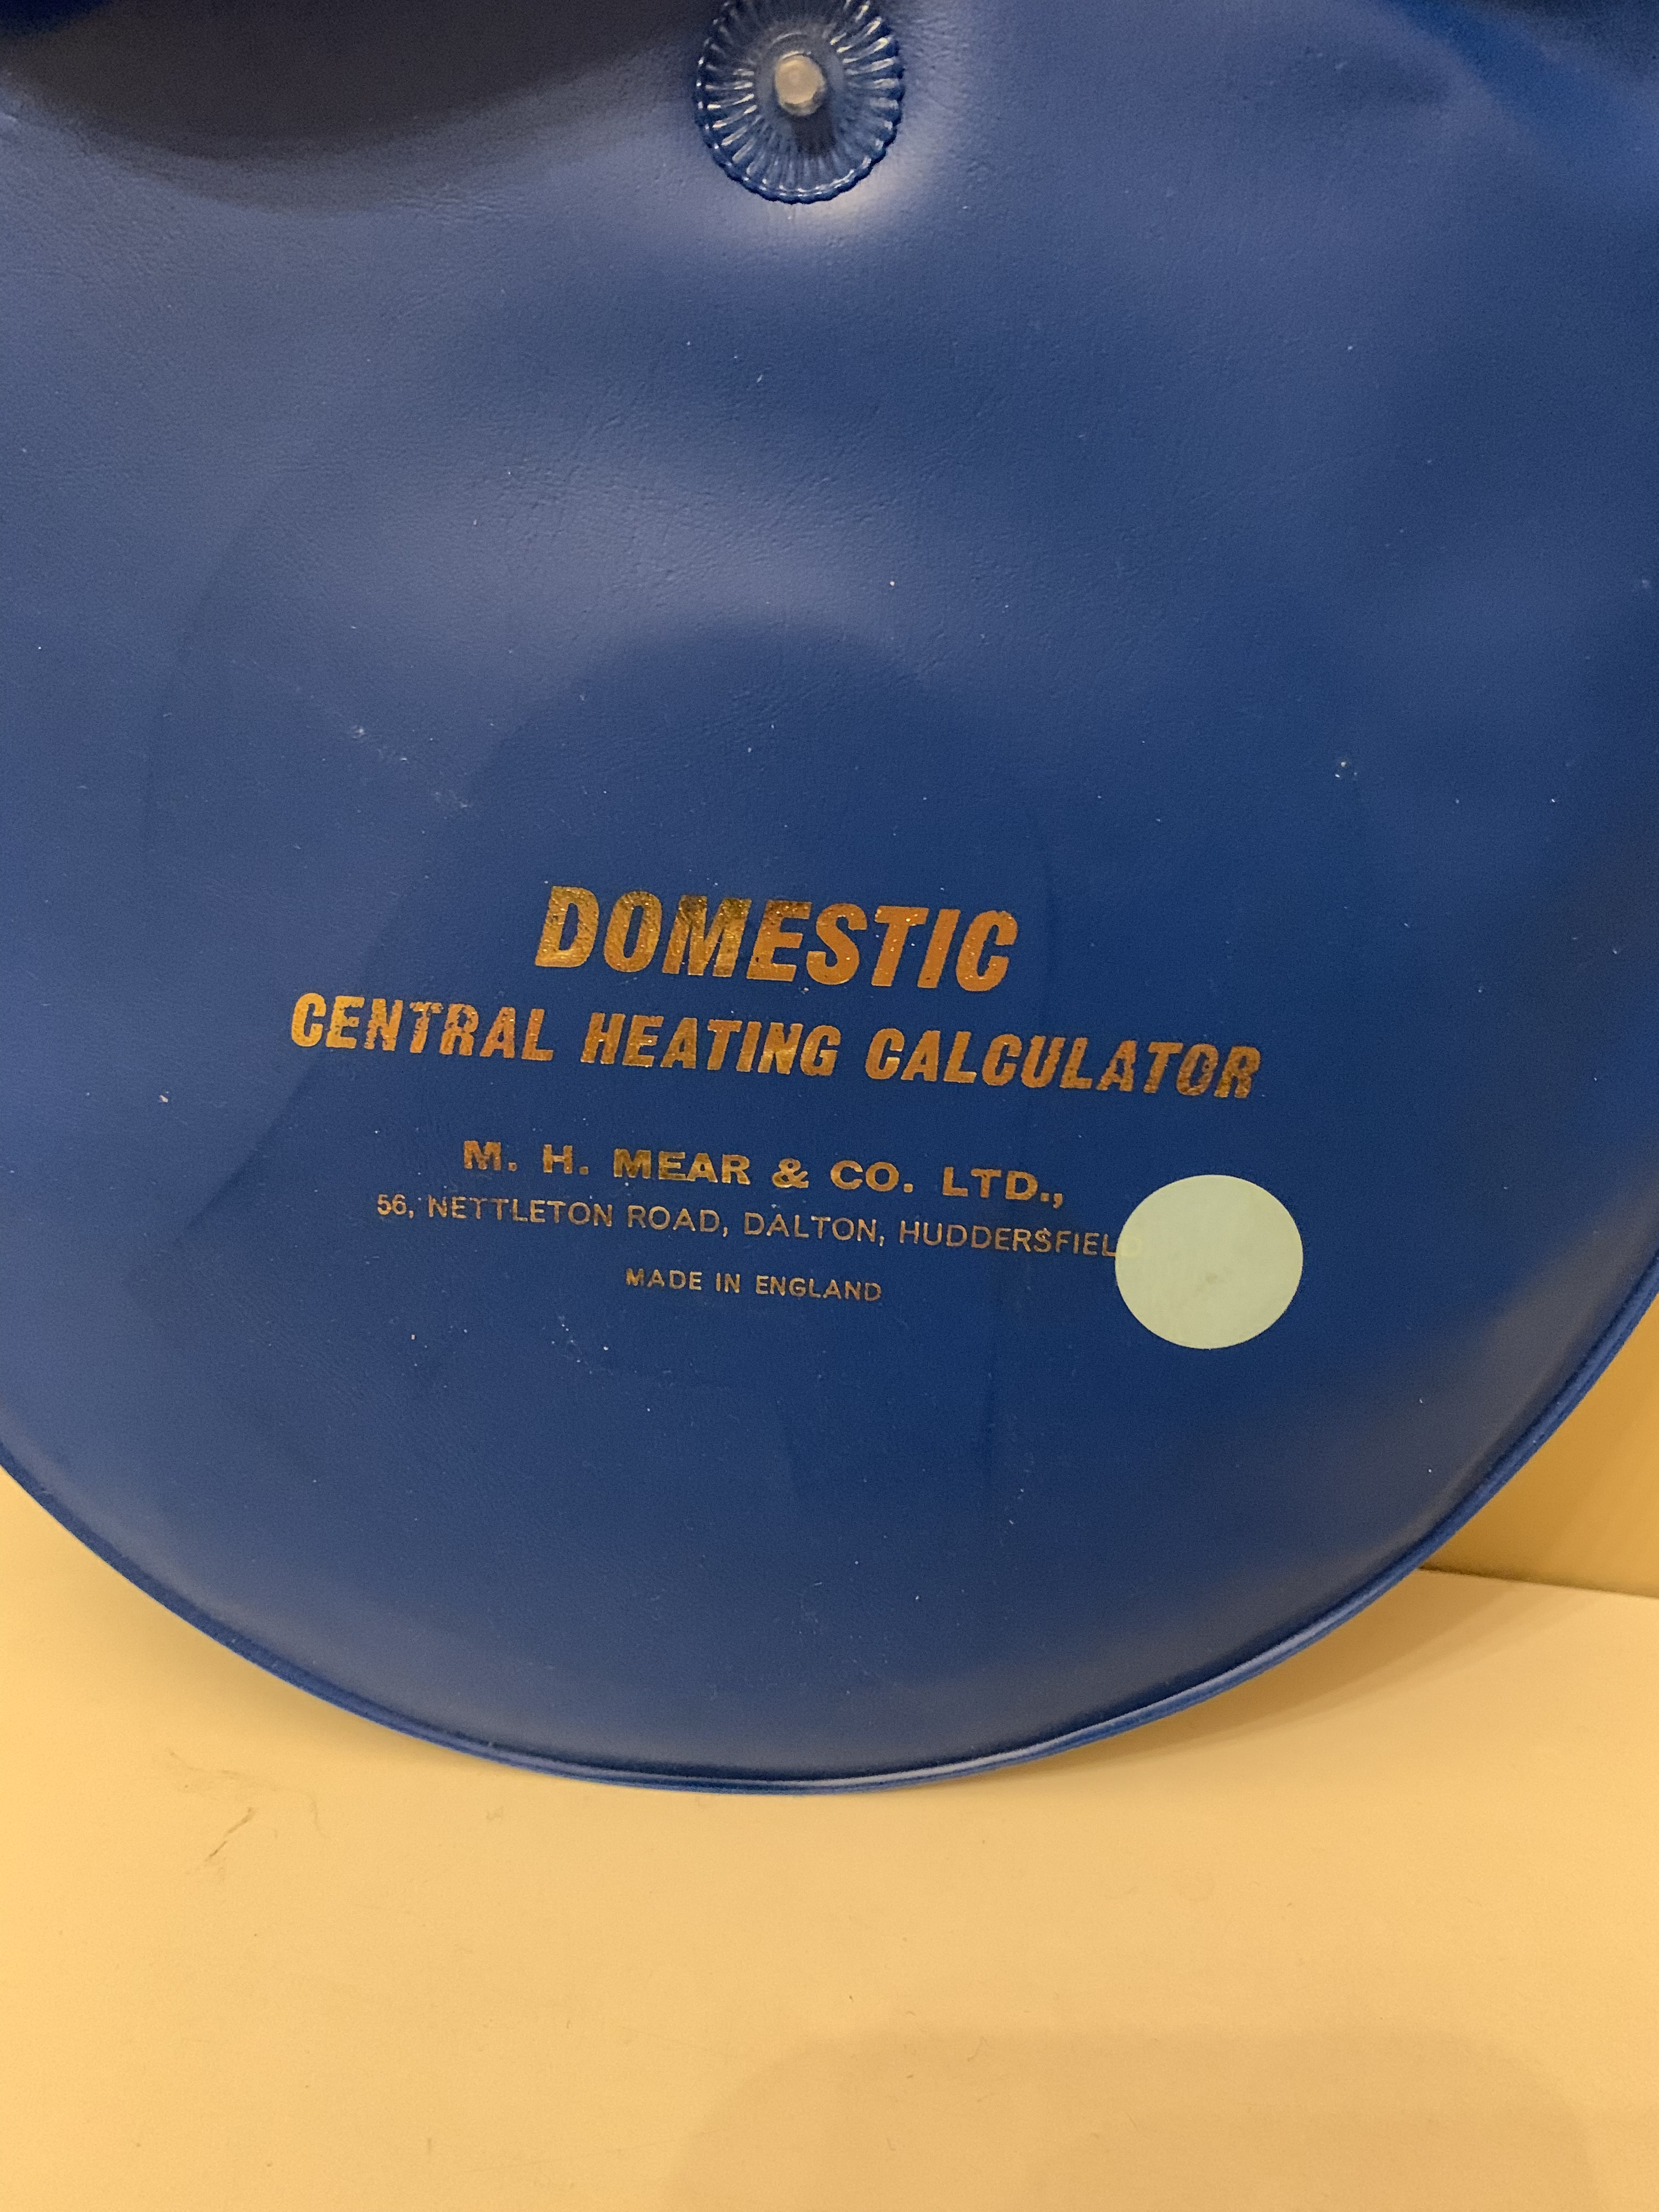 DOMESTIC
CENTRAL HEATING CALCULATOR
M. H. MEAR & CO. LTD.,
56, NETTLETON ROAD, DALTON, HUDDERSFIELD
MADE IN ENGLAND